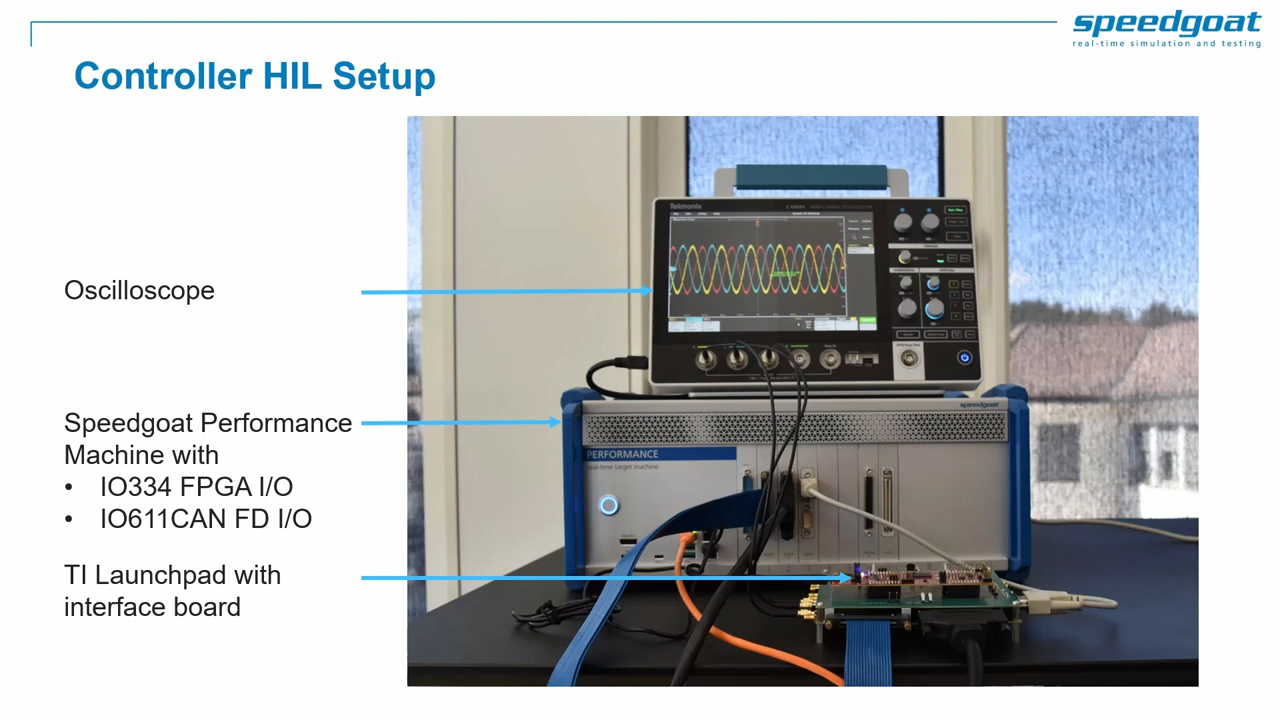 speedgoat
real-time simulation and testing
Controller HIL Setup
Oscilloscope
Speedgoat Performance
Machine with
• IO334 FPGA I/O
• IO611CAN FD I/O
TI Launchpad with
interface board
Tektronix
speedgoat
PERFORMANCE
real-time target machine